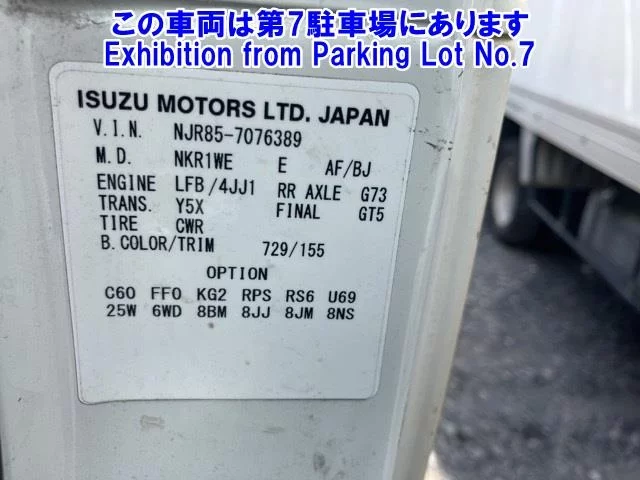 この車両は第7駐車場にあります
Exhibition from Parking Lot No.7
ISUZU MOTORS LTD. JAPAN
V.I.N. NJR85-7076389
M.D. NKR1WE E AF/BJ
ENGINE LFB/4JJ1 RR AXLE G73
TRANS. Y5X FINAL GT5
TIRE CWR
B.COLOR/TRIM 729/155
OPTION
C60 FF0 KG2 RPS RS6 U69
25W 6WD 8BM 8JJ 8JM 8NS